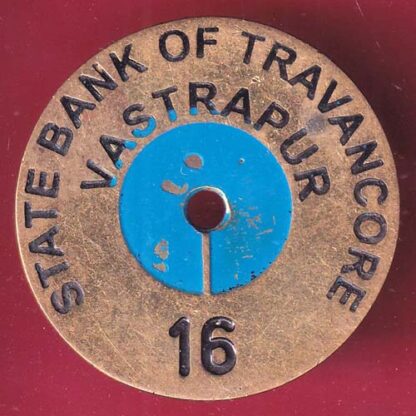 STATE BANK OF TRAVANCORE
VASTRAPUR
16